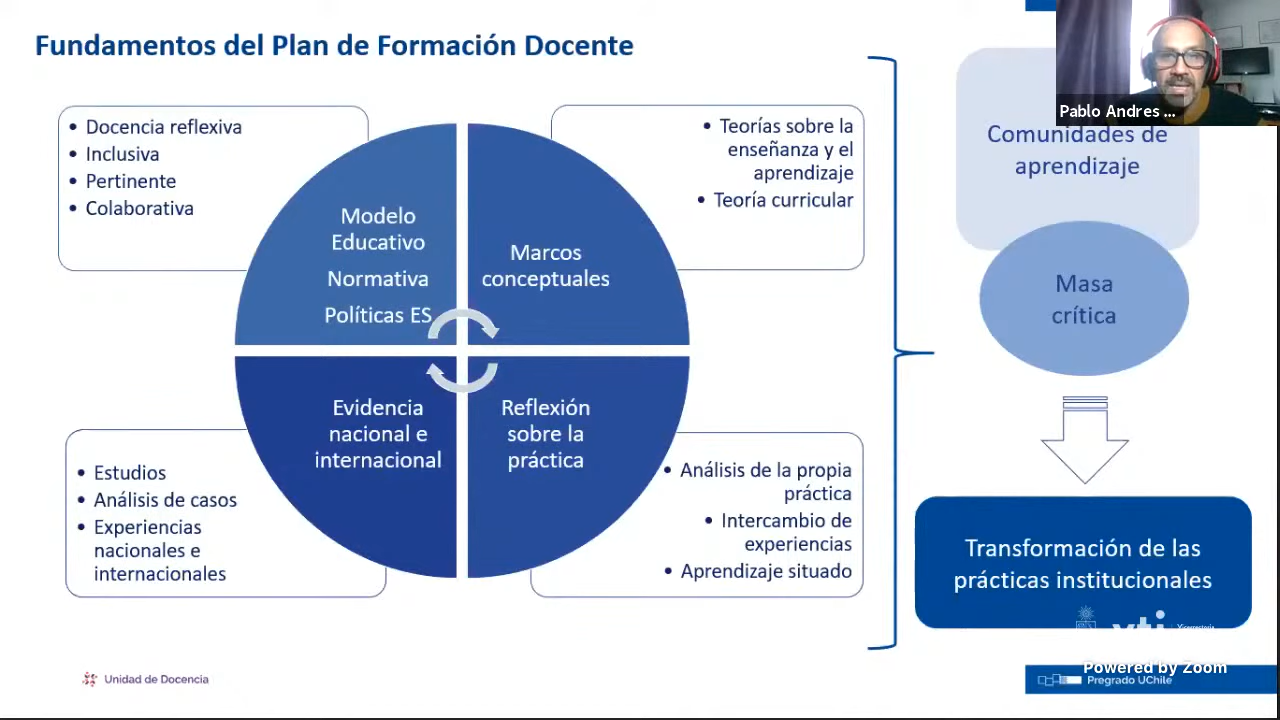 Fundamentos del Plan de Formación Docente
• Docencia reflexiva
• Inclusiva
• Pertinente
• Colaborativa
Modelo
Educativo
Normativa
Políticas ES
Marcos
conceptuales
• Teorías sobre la
enseñanza y el
aprendizaje
• Teoría curricular
Evidencia
nacional e
internacional
Reflexión
sobre la
práctica
• Estudios
• Análisis de casos
• Experiencias
nacionales e
internacionales
• Análisis de la propia
práctica
• Intercambio de
experiencias
• Aprendizaje situado
Pablo Andres ...
Comunidades de
aprendizaje
Masa
crítica
Transformación de las
prácticas institucionales
Unidad de Docencia
Powered by Zoom
Pregrado UChile